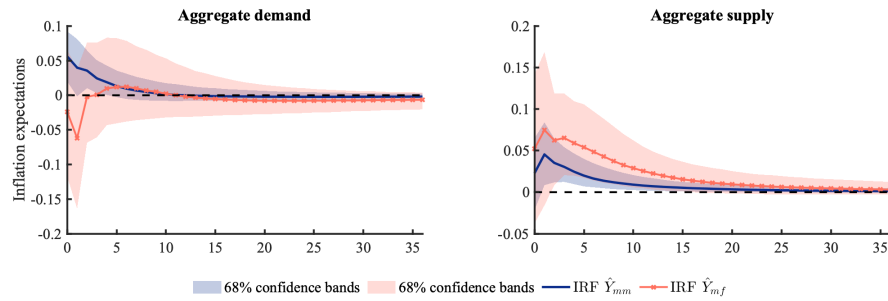 Aggregate demand
Aggregate supply
Inflation expectations
0.1
0.05
0
-0.05
-0.1
-0.15
-0.2
0 5 10 15 20 25 30 35
0.2
0.15
0.1
0.05
0
-0.05
0 5 10 15 20 25 30 35
68% confidence bands 68% confidence bands IRF Ŷmm IRF Ŷmf